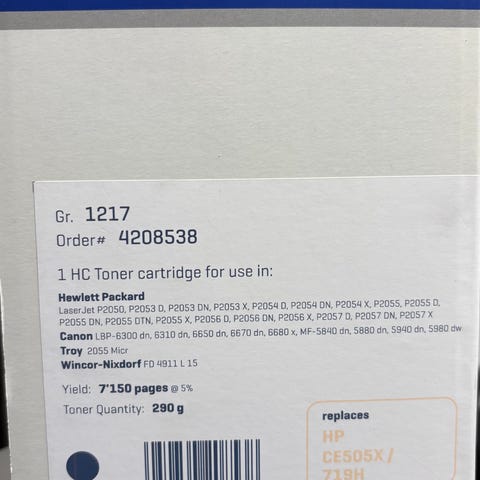 Gr. 1217
Order# 4208538
1 HC Toner cartridge for use in:
Hewlett Packard
LaserJet P2050, P2053 D, P2053 DN, P2053 X, P2054 D, P2054 DN, P2054 X, P2055, P2055 D,
P2055 DN, P2055 DTN, P2055 X, P2056 D, P2056 DN, P2056 X, P2057 D, P2057 DN, P2057 X
Canon LBP-6300 dn, 6310 dn, 6650 dn, 6670 dn, 6680 x, MF-5840 dn, 5880 dn, 5940 dn, 5980 dw
Troy 2055 Micr
Wincor-Nixdorf FD 4911 L 15
Yield: 7'150 pages @ 5%
Toner Quantity: 290 g
replaces
HP
CE505X /
719H